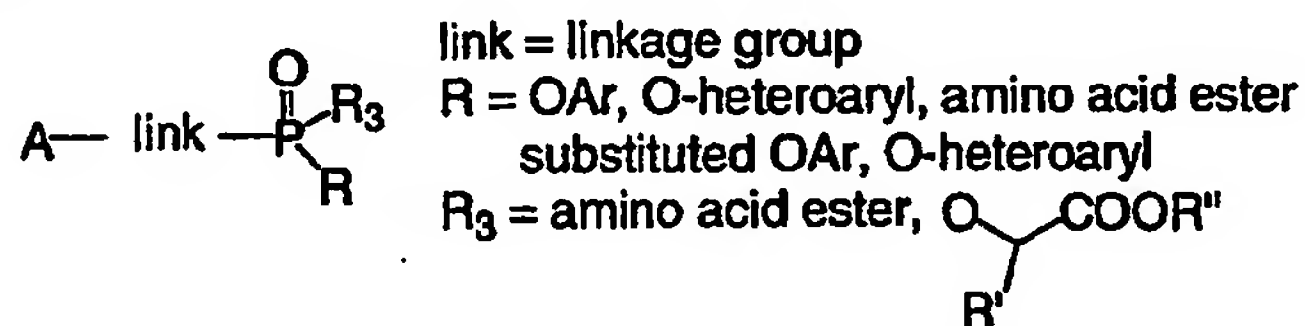 link = linkage group
O
R = OAr, O-heteroaryl, amino acid ester
A— link —P R₃
substituted OAr, O-heteroaryl
R
R₃ = amino acid ester, O COOR"
R'